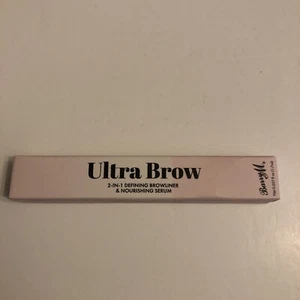 Ultra Brow
2-IN-1 DEFINING BROWLINER
& NOURISHING SERUM
Barry M.